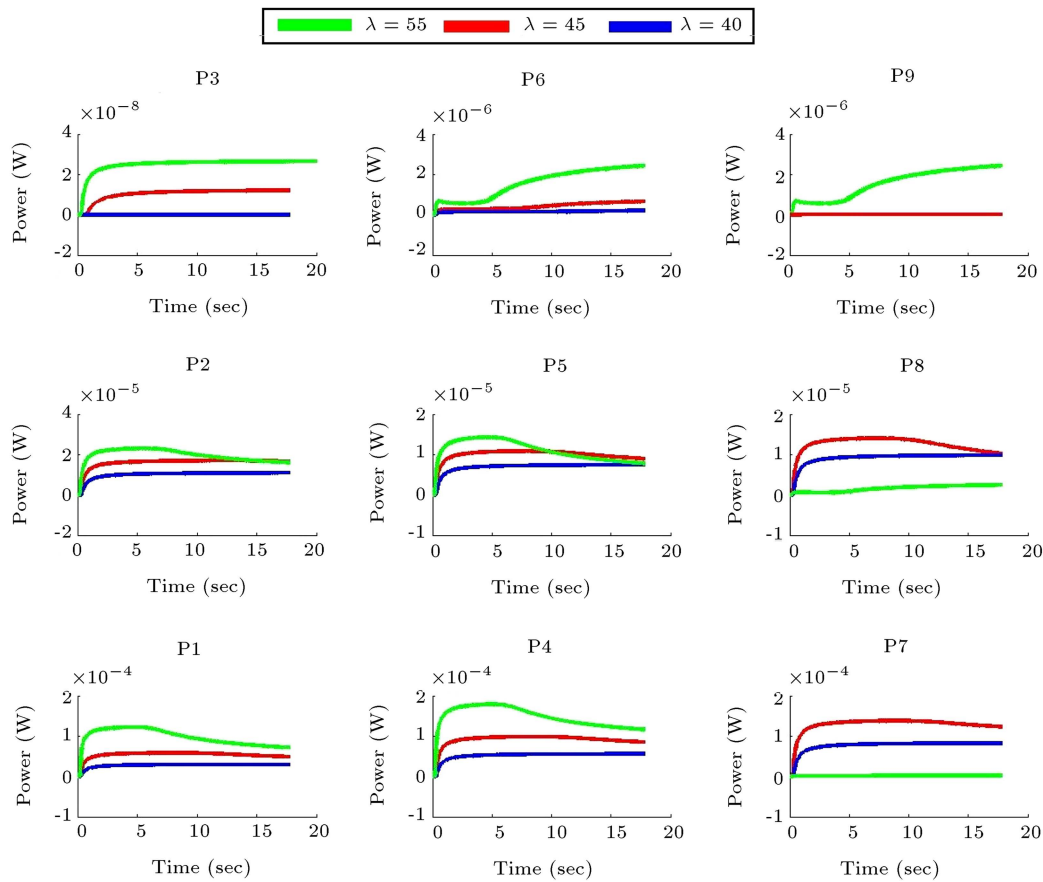 λ = 55 λ = 45 λ = 40
P3
×10−8
4
2
0
-2
Power (W)
0 5 10 15 20
Time (sec)
P6
×10−6
4
2
0
-2
Power (W)
0 5 10 15 20
Time (sec)
P9
×10−6
4
2
0
-2
Power (W)
0 5 10 15 20
Time (sec)
P2
×10−5
4
2
0
-2
Power (W)
0 5 10 15 20
Time (sec)
P5
×10−5
2
1
0
-1
Power (W)
0 5 10 15 20
Time (sec)
P8
×10−5
2
1
0
-1
Power (W)
0 5 10 15 20
Time (sec)
P1
×10−4
2
1
0
-1
Power (W)
0 5 10 15 20
Time (sec)
P4
×10−4
2
1
0
-1
Power (W)
0 5 10 15 20
Time (sec)
P7
×10−4
2
1
0
-1
Power (W)
0 5 10 15 20
Time (sec)